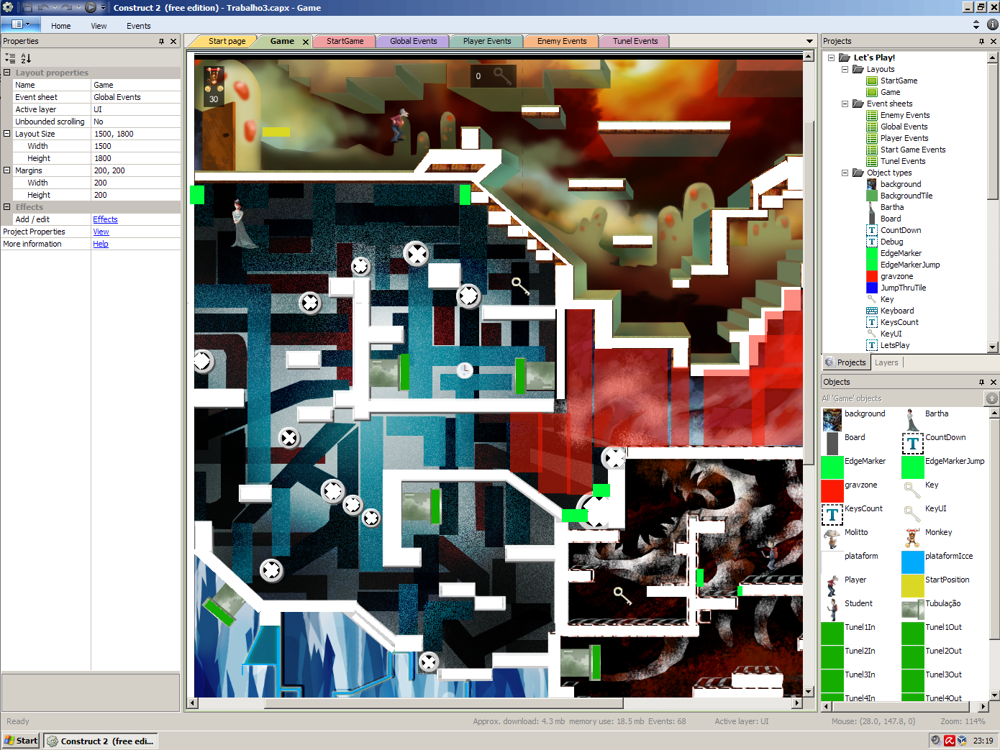 Construct 2  (free edition) - Trabalho3.capx - Game
Home View Events
Properties
Start page Game StartGame Global Events Player Events Enemy Events Tunel Events
Projects
Layout properties
Name Game
Event sheet Global Events
Active layer UI
Unbounded scrolling No
Layout Size 1500, 1800
Width 1500
Height 1800
Margins 200, 200
Width 200
Height 200
Effects
Add / edit Effects
Project Properties View
More information Help
30
0
Let's Play!
Layouts
StartGame
Game
Event sheets
Enemy Events
Global Events
Player Events
Start Game Events
Tunel Events
Object types
background
BackgroundTile
Bartha
Board
T CountDown
T Debug
EdgeMarker
EdgeMarkerJump
gravzone
JumpThruTile
Key
Keyboard
T KeysCount
KeyUI
T LetsPlay
Projects Layers
Objects
All 'Game' objects
background Bartha
Board T CountDown
EdgeMarker EdgeMarkerJump
gravzone Key
T KeysCount KeyUI
Molitto Monkey
plataform plataformIcce
Player StartPosition
Student Tubulação
Tunel1In Tunel1Out
Tunel2In Tunel2Out
Tunel3In Tunel3Out
Tunel4In Tunel4Out
Ready
Approx. download: 4.3 mb  memory use: 18.5 mb  Events: 68
Active layer: UI
Mouse: (28.0, 147.8, 0)
Zoom: 114%
Start
Construct 2  (free edi...
23:19